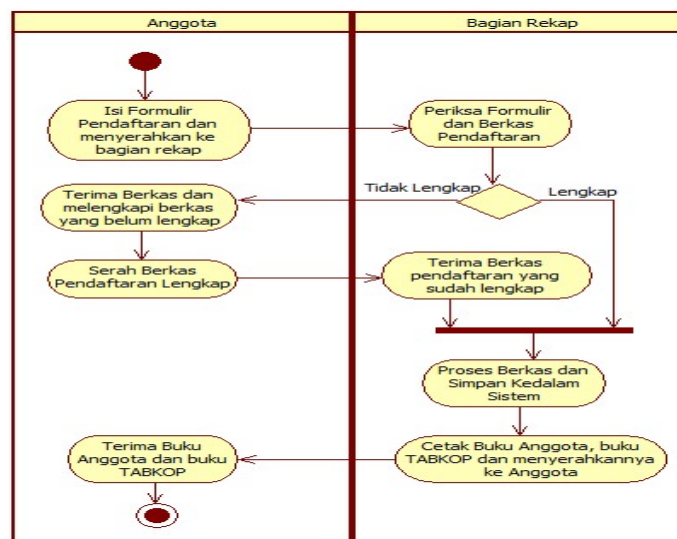 Anggota
Bagian Rekap
Isi Formulir
Pendaftaran dan
menyerahkan ke
bagian rekap
Periksa Formulir
dan Berkas
Pendaftaran
Tidak Lengkap
Lengkap
Terima Berkas dan
melengkapi berkas
yang belum lengkap
Serah Berkas
Pendaftaran Lengkap
Terima Berkas
pendaftaran yang
sudah lengkap
Proses Berkas dan
Simpan Kedalam
Sistem
Cetak Buku Anggota, buku
TABKOP dan menyerahkannya
ke Anggota
Terima Buku
Anggota dan buku
TABKOP